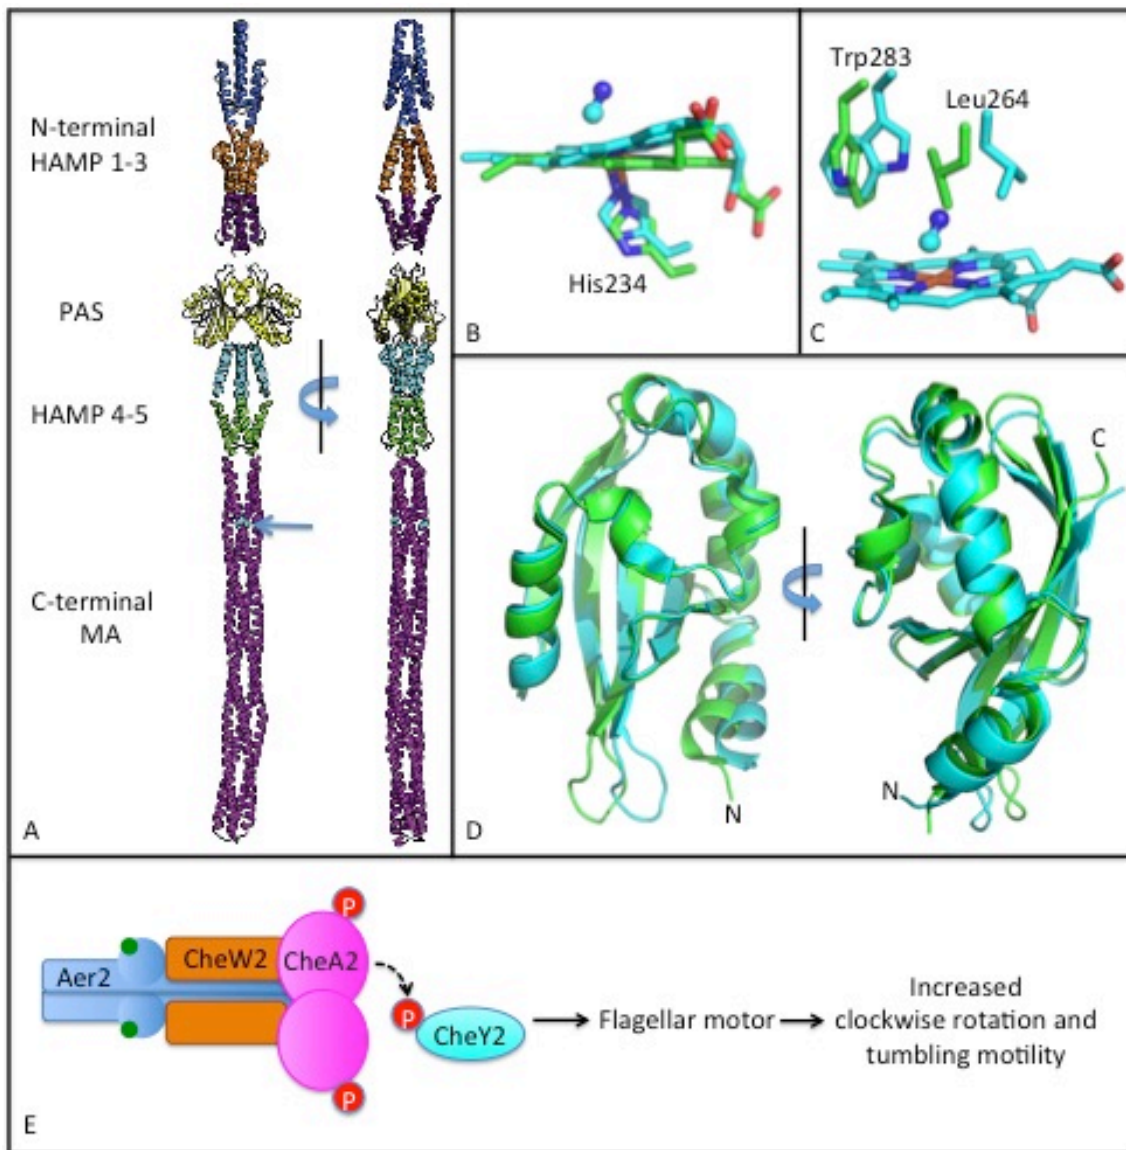 N-terminal
HAMP 1-3
PAS
HAMP 4-5
C-terminal
MA
A
His234
B
Trp283
Leu264
C
N
C
N
D
Aer2
CheW2
CheA2
P
P
P
CheY2
Flagellar motor
Increased
clockwise rotation and
tumbling motility
E